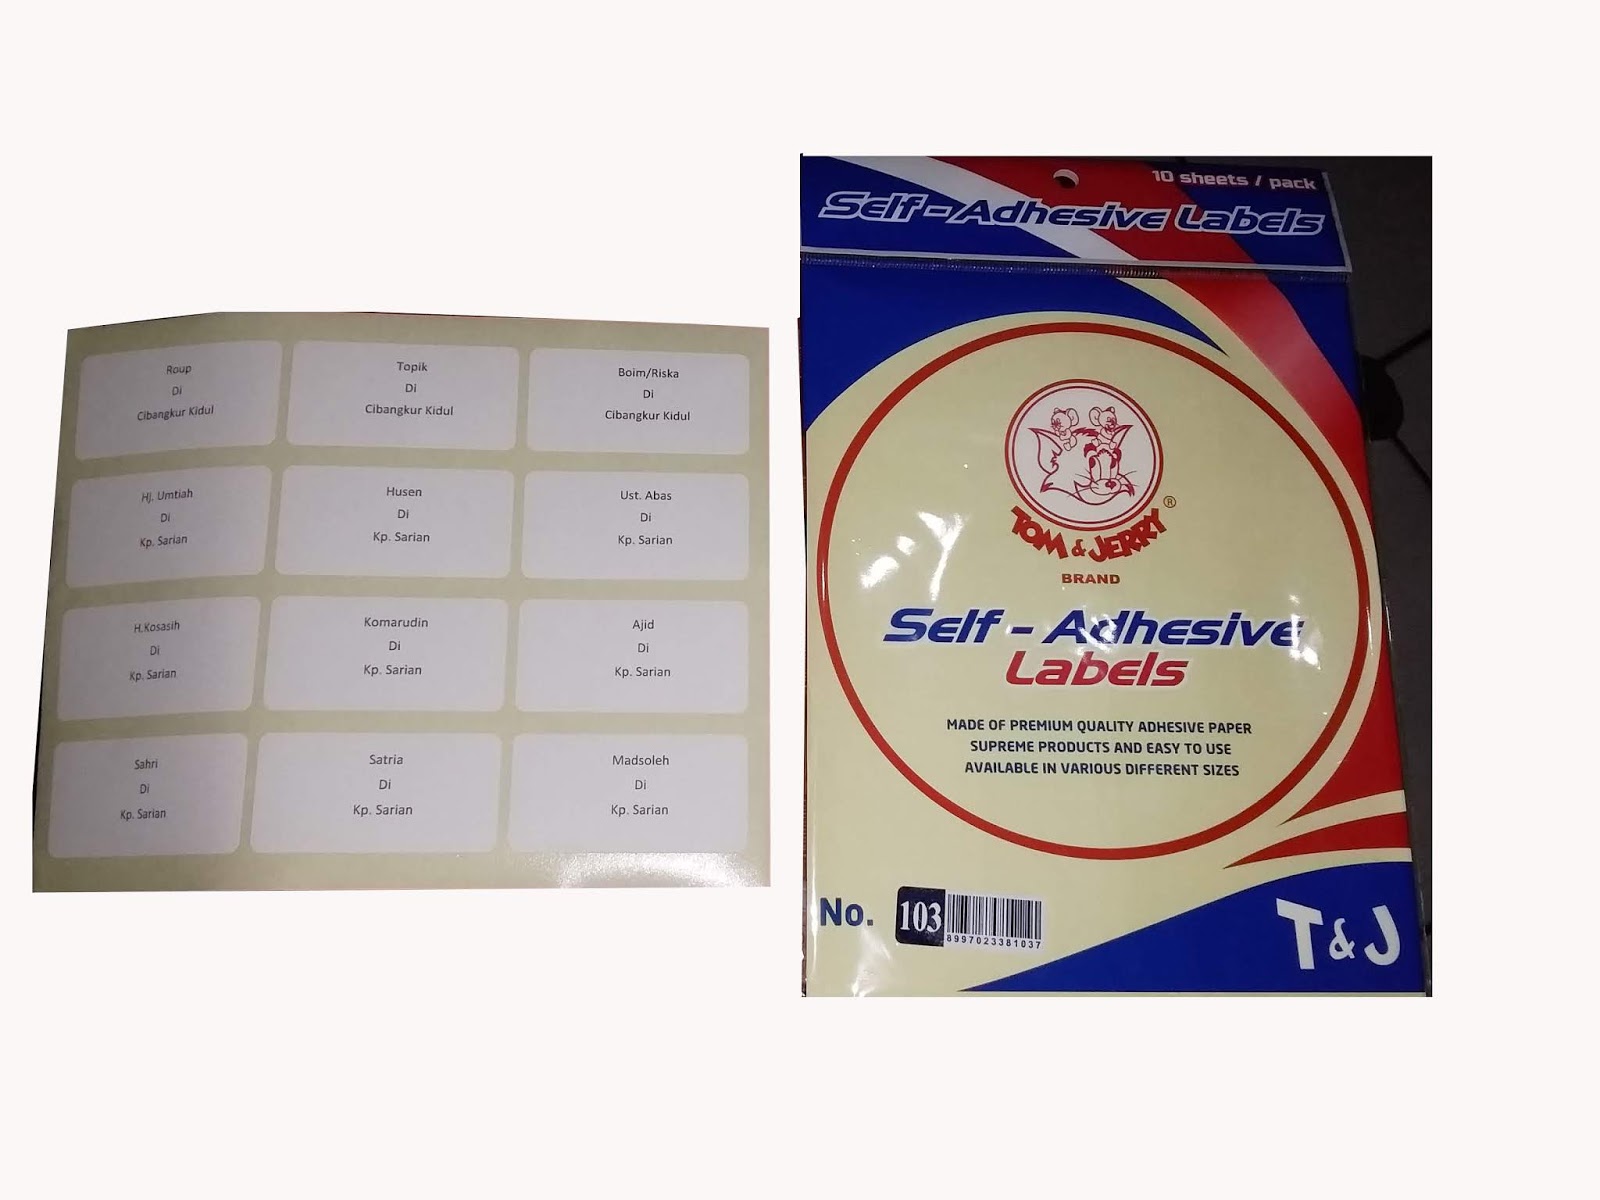 Roup
Di
Cibangkur Kidul
Topik
Di
Cibangkur Kidul
Boim/Riska
Di
Cibangkur Kidul
Hj. Umtiah
Di
Kp. Sarian
Husen
Di
Kp. Sarian
Ust. Abas
Di
Kp. Sarian
H.Kosasih
Di
Kp. Sarian
Komarudin
Di
Kp. Sarian
Ajid
Di
Kp. Sarian
Sahri
Di
Kp. Sarian
Satria
Di
Kp. Sarian
Madsoleh
Di
Kp. Sarian
10 sheets / pack
Self-Adhesive Labels
TOM & JERRY ®
BRAND
Self - Adhesive
Labels
MADE OF PREMIUM QUALITY ADHESIVE PAPER
SUPREME PRODUCTS AND EASY TO USE
AVAILABLE IN VARIOUS DIFFERENT SIZES
No. 103
8997023381037
T&J